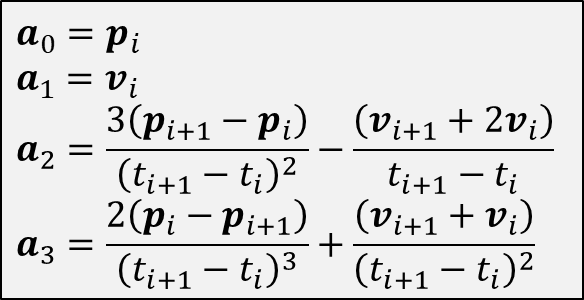 𝒂₀ = 𝒑ᵢ
𝒂₁ = 𝒗ᵢ
𝒂₂ = 3(𝒑ᵢ₊₁ − 𝒑ᵢ)/(tᵢ₊₁ − tᵢ)² − (𝒗ᵢ₊₁ + 2𝒗ᵢ)/(tᵢ₊₁ − tᵢ)
𝒂₃ = 2(𝒑ᵢ − 𝒑ᵢ₊₁)/(tᵢ₊₁ − tᵢ)³ + (𝒗ᵢ₊₁ + 𝒗ᵢ)/(tᵢ₊₁ − tᵢ)²